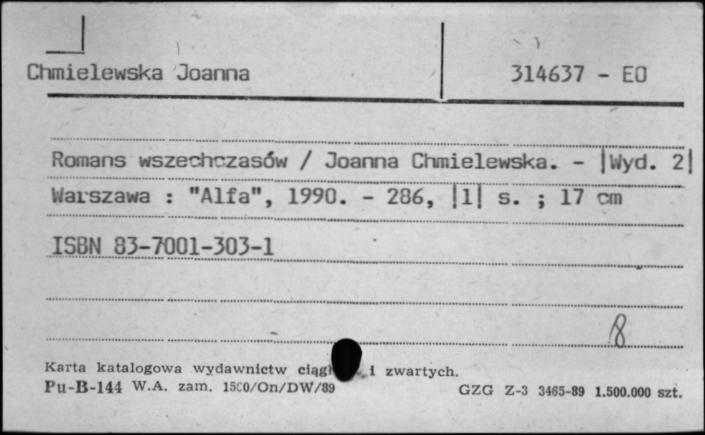 Chmielewska Joanna
314637 - EO
Romans wszechczasów / Joanna Chmielewska. - |Wyd. 2|
Warszawa : "Alfa", 1990. - 286, |1| s. ; 17 cm
ISBN 83-7001-303-1
8
Karta katalogowa wydawnictw i zwartych.
Pu-B-144 W.A. zam. 1500/On/DW/89
GZG Z-3 3465-89 1.500.000 szt.